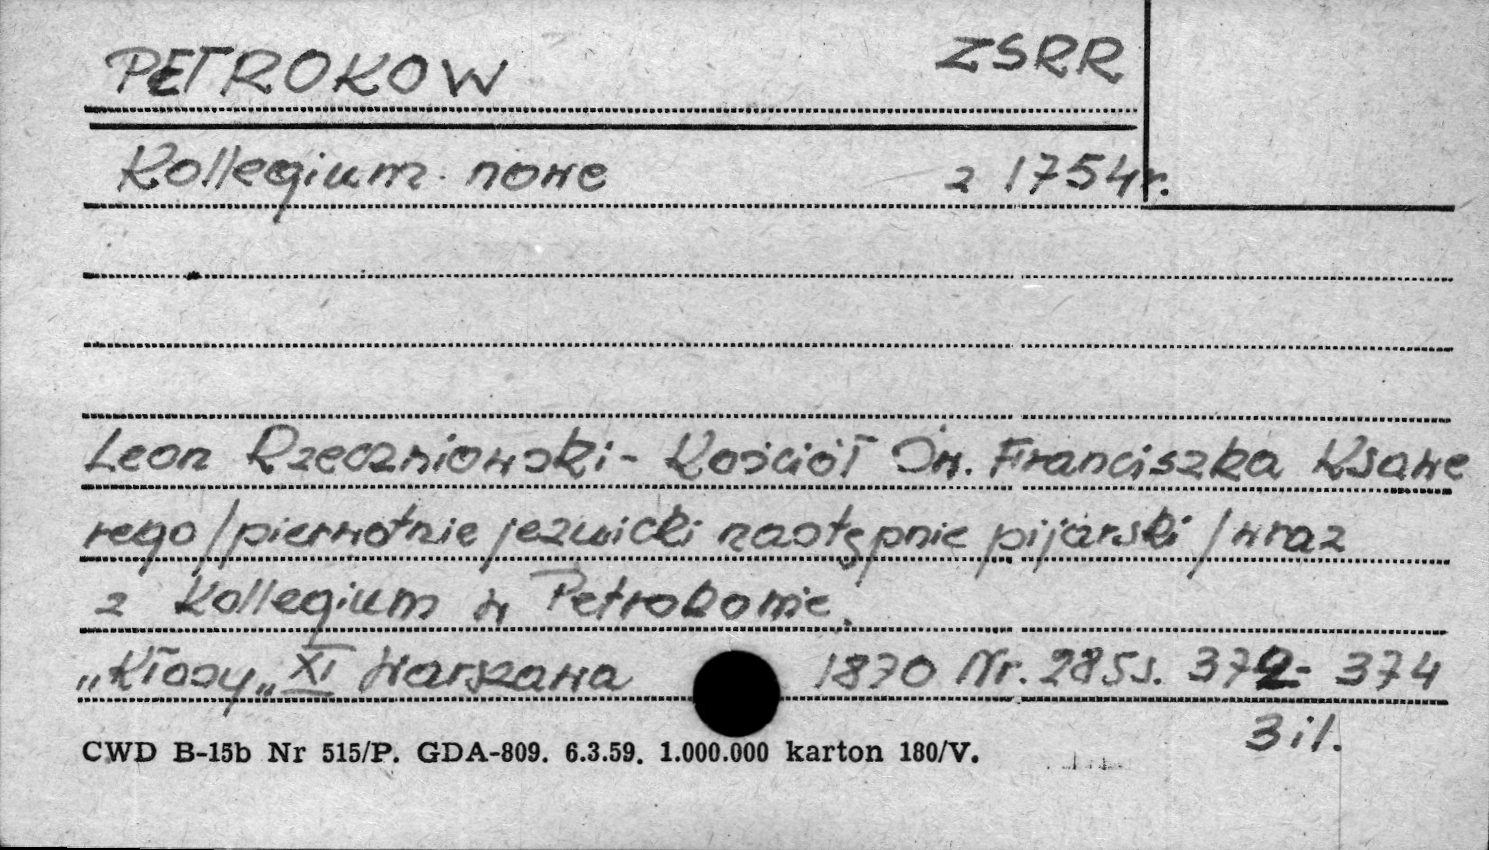 PETROKOW ZSRR
Kollegium nowe z 1754r.
Leon Rzeczniowski - Kościół Św. Franciszka Ksawe
rego /pierwotnie jezuicki następnie pijarski/ wraz
z Kollegium w Petrokowie.
„Kłosy„ XI Warszawa 1870 Nr. 285 s. 372-374
3 il.
CWD B-15b Nr 515/P. GDA-809. 6.3.59. 1.000.000 karton 180/V.